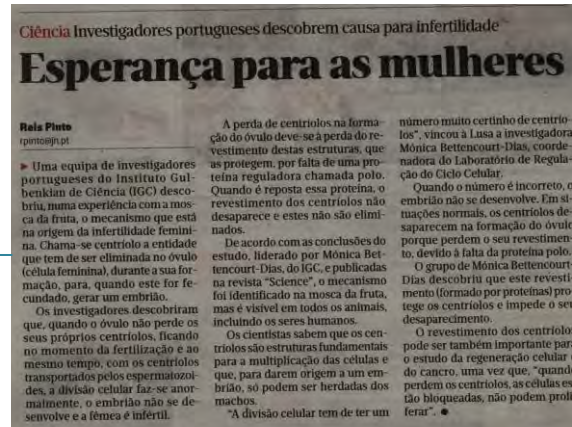 Ciência Investigadores portugueses descobrem causa para infertilidade
Esperança para as mulheres
Reis Pinto
rpinto@jn.pt
▶ Uma equipa de investigadores
portugueses do Instituto Gul-
benkian de Ciência (IGC) desco-
briu, numa experiência com a mos-
ca da fruta, o mecanismo que está
na origem da infertilidade femini-
na. Chama-se centríolo a entidade
que tem de ser eliminada no óvulo
(célula feminina), durante a sua for-
mação, para, quando este for fe-
cundado, gerar um embrião.
Os investigadores descobriram
que, quando o óvulo não perde os
seus próprios centríolos, ficando
no momento da fertilização e ao
mesmo tempo, com os centríolos
transportados pelos espermatozoi-
des, a divisão celular faz-se anor-
malmente, o embrião não se de-
senvolve e a fêmea é infértil.
A perda de centríolos na forma-
ção do óvulo deve-se à perda do re-
vestimento destas estruturas, que
as protegem, por falta de uma pro-
teína reguladora chamada polo.
Quando é reposta essa proteína, o
revestimento dos centríolos não
desaparece e estes não são elimi-
nados.
De acordo com as conclusões do
estudo, liderado por Mónica Bet-
tencourt-Dias, do IGC, e publicadas
na revista "Science", o mecanismo
foi identificado na mosca da fruta,
mas é visível em todos os animais,
incluindo os seres humanos.
Os cientistas sabem que os cen-
tríolos são estruturas fundamentais
para a multiplicação das células e
que, para darem origem a um em-
brião, só podem ser herdadas dos
machos.
"A divisão celular tem de ter um
número muito certinho de centrío-
los", vincou à Lusa a investigadora
Mónica Bettencourt-Dias, coorde-
nadora do Laboratório de Regula-
ção do Ciclo Celular.
Quando o número é incorreto, o
embrião não se desenvolve. Em si-
tuações normais, os centríolos de-
saparecem na formação do óvulo
porque perdem o seu revestimen-
to, devido à falta da proteína polo.
O grupo de Mónica Bettencourt-
Dias descobriu que este revesti-
mento (formado por proteínas) pro-
tege os centríolos e impede o seu
desaparecimento.
O revestimento dos centríolos
pode ser também importante para
o estudo da regeneração celular e
do cancro, uma vez que, "quando
perdem os centríolos, as células es-
tão bloqueadas, não podem proli-
ferar". ●